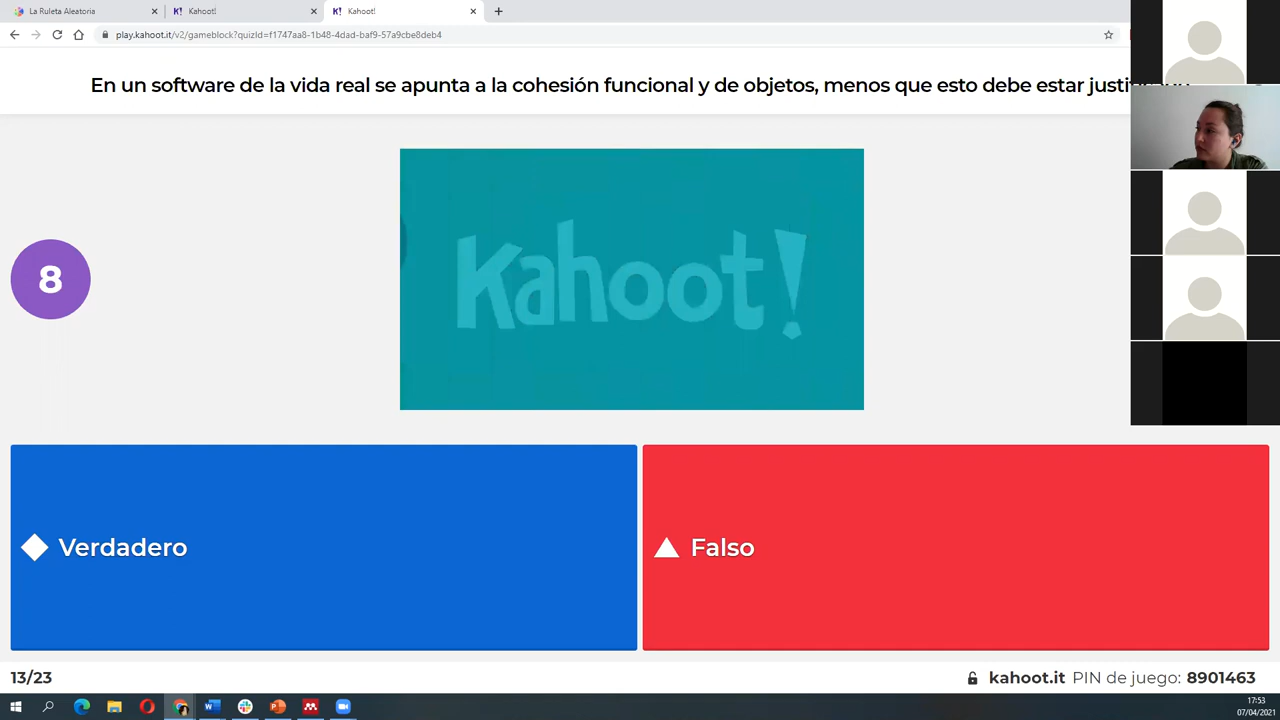 La Ruleta Aleatoria
Kahoot!
Kahoot!
play.kahoot.it/v2/gameblock?quizId=f1747aa8-1b48-4dad-baf9-57a9cbe8deb4
En un software de la vida real se apunta a la cohesión funcional y de objetos, menos que esto debe estar
8
Kahoot!
Verdadero
Falso
13/23
kahoot.it PIN de juego: 8901463
17:53
07/04/2021